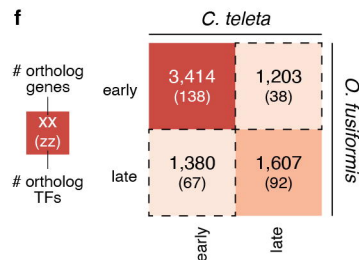 f
C. teleta
# ortholog
genes
xx
(zz)
# ortholog
TFs
early
3,414
(138)
1,203
(38)
late
1,380
(67)
1,607
(92)
early
late
O. fusiformis